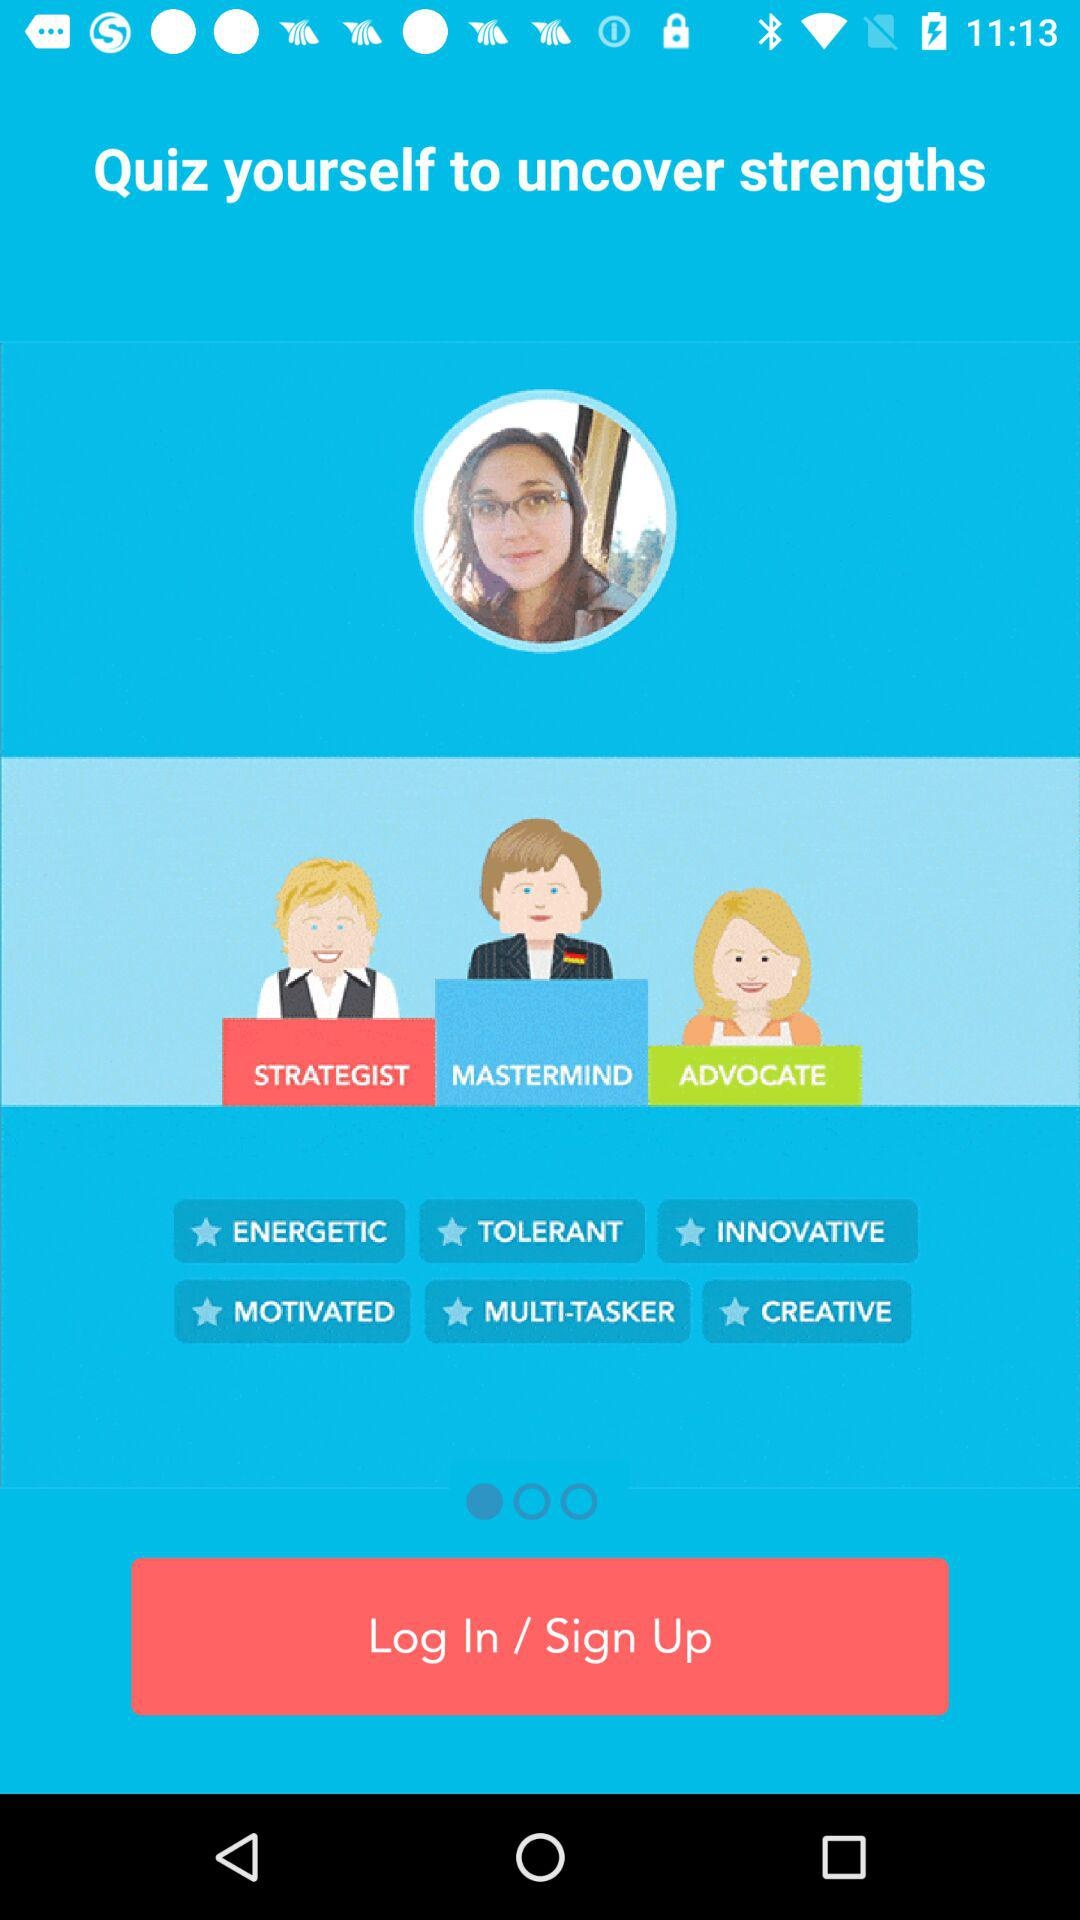 11:13
Quiz yourself to uncover strengths
STRATEGIST MASTERMIND ADVOCATE
ENERGETIC TOLERANT INNOVATIVE
MOTIVATED MULTI-TASKER CREATIVE
Log In / Sign Up